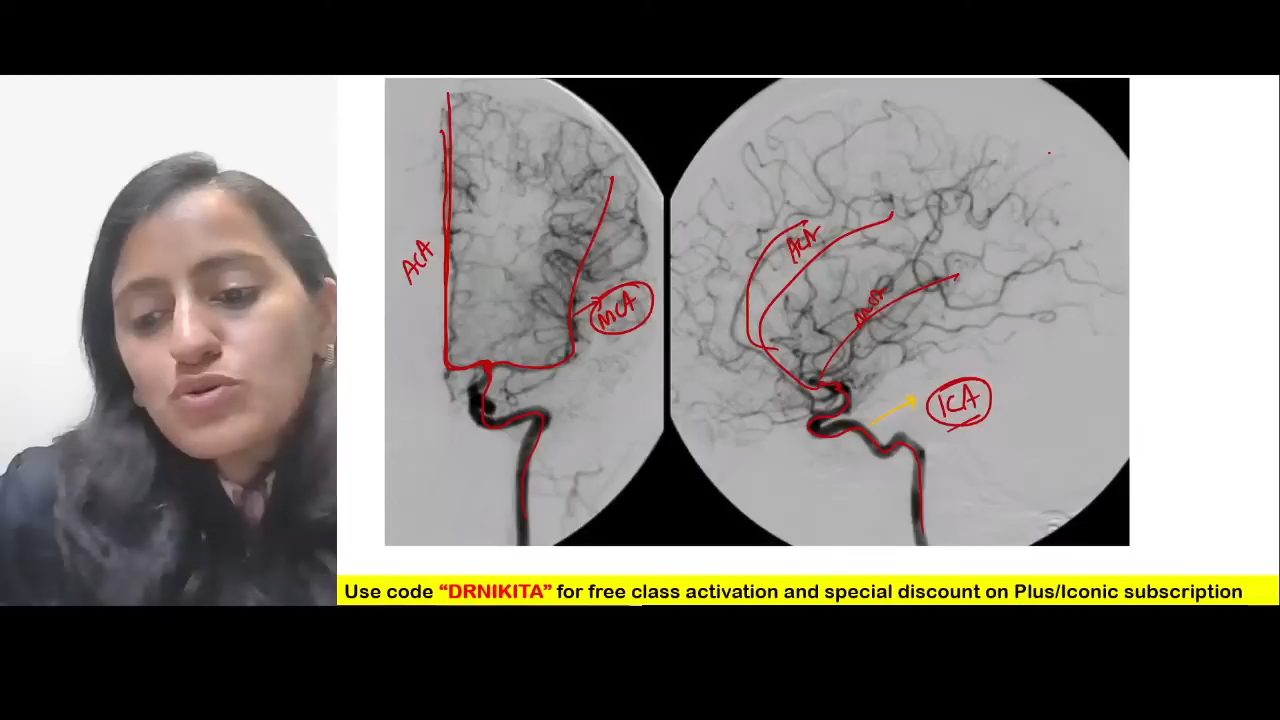 ACA
MCA
ACA
MCA
ICA
Use code “DRNIKITA” for free class activation and special discount on Plus/Iconic subscription